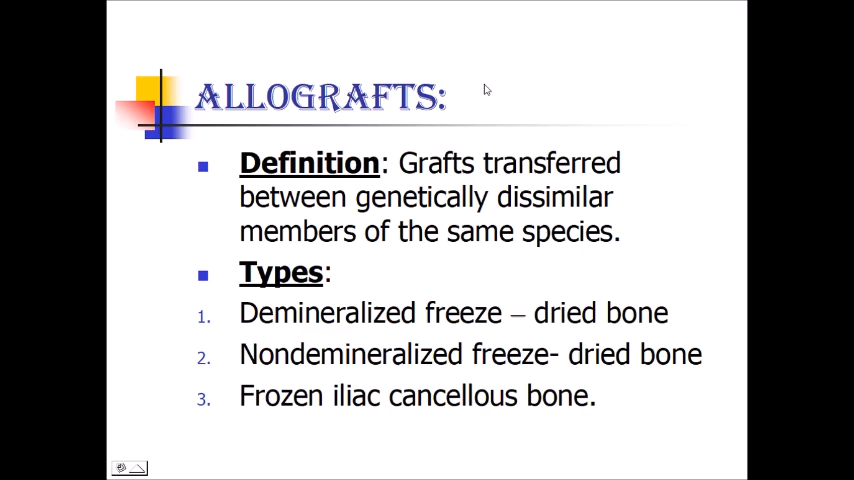 ALLOGRAFTS:
Definition: Grafts transferred
between genetically dissimilar
members of the same species.
Types:
1. Demineralized freeze – dried bone
2. Nondemineralized freeze- dried bone
3. Frozen iliac cancellous bone.